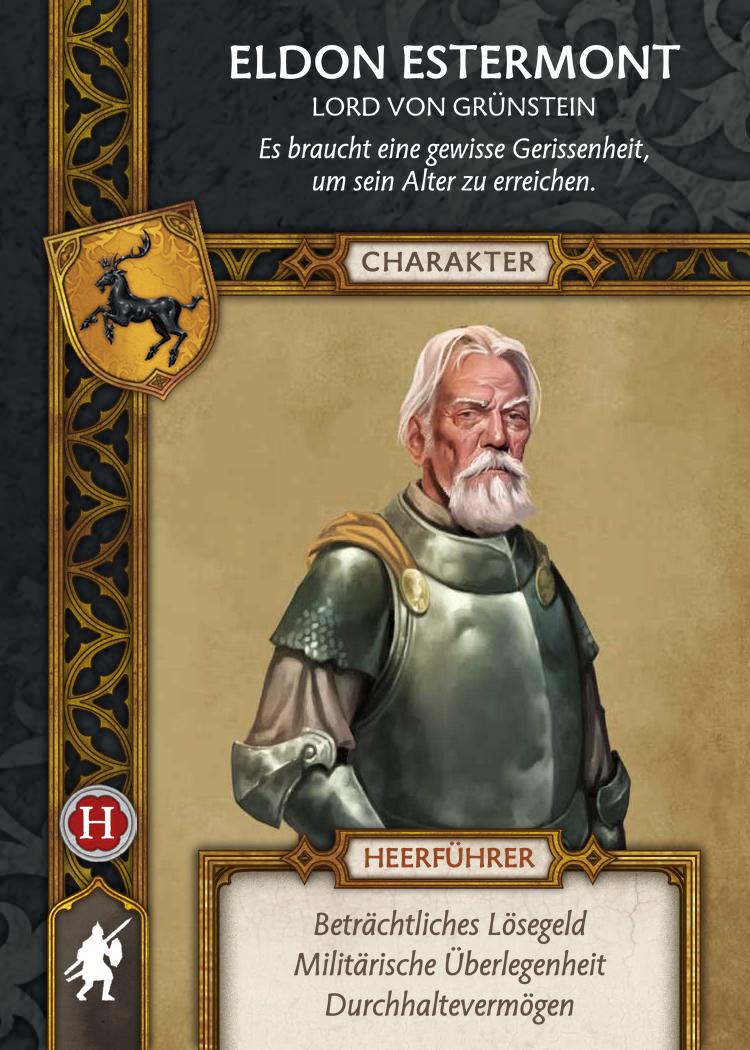 ELDON ESTERMONT
LORD VON GRÜNSTEIN
Es braucht eine gewisse Gerissenheit,
um sein Alter zu erreichen.
CHARAKTER
H
HEERFÜHRER
Beträchtliches Lösegeld
Militärische Überlegenheit
Durchhaltevermögen